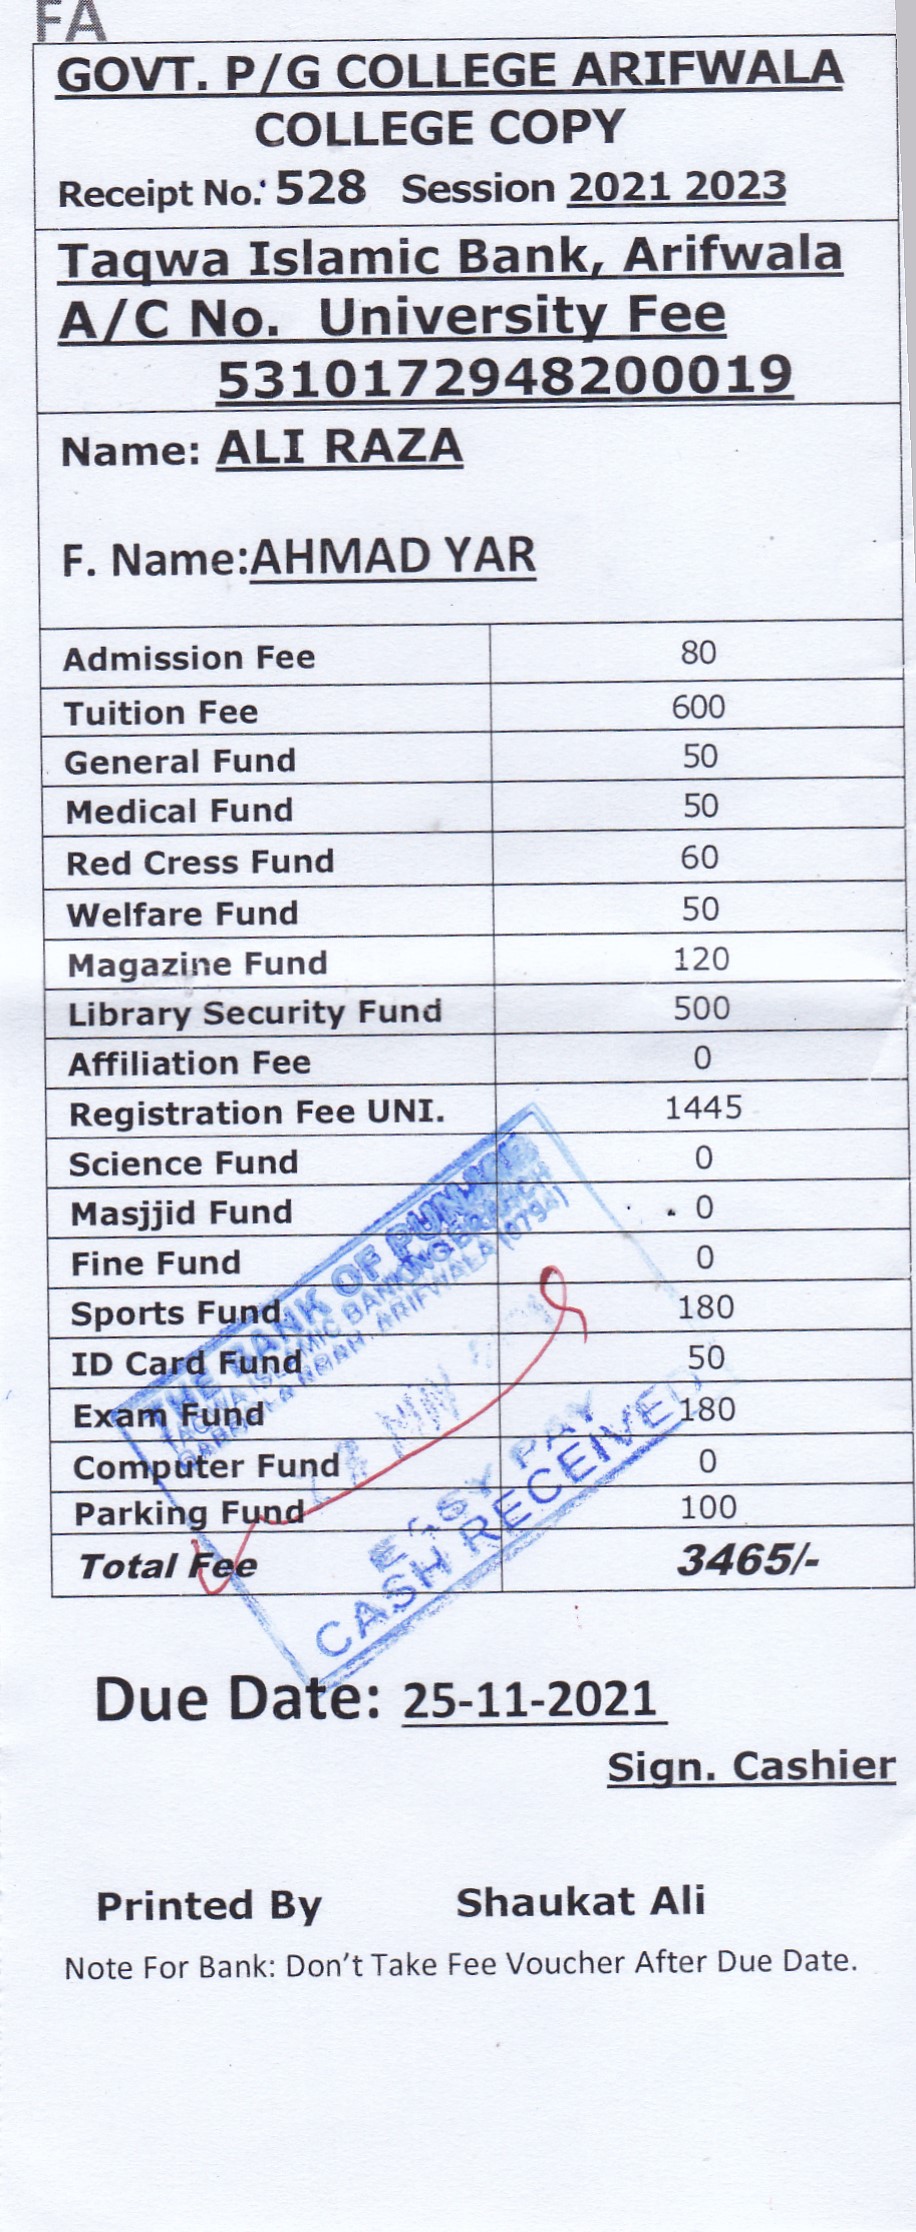 FA
GOVT. P/G COLLEGE ARIFWALA
COLLEGE COPY
Receipt No. 528 Session 2021 2023
Taqwa Islamic Bank, Arifwala
A/C No. University Fee
5310172948200019
Name: ALI RAZA
F. Name: AHMAD YAR
Admission Fee 80
Tuition Fee 600
General Fund 50
Medical Fund 50
Red Cress Fund 60
Welfare Fund 50
Magazine Fund 120
Library Security Fund 500
Affiliation Fee 0
Registration Fee UNI. 1445
Science Fund 0
Masjjid Fund 0
Fine Fund 0
Sports Fund 180
ID Card Fund 50
Exam Fund 180
Computer Fund 0
Parking Fund 100
Total Fee 3465/-
THE BANK OF PUNJAB
TAQWA ISLAMIC BANKING BRANCH
ARIFWALA (0794)
EASY PAY
CASH RECEIVED
Due Date: 25-11-2021
Sign. Cashier
Printed By Shaukat Ali
Note For Bank: Don't Take Fee Voucher After Due Date.